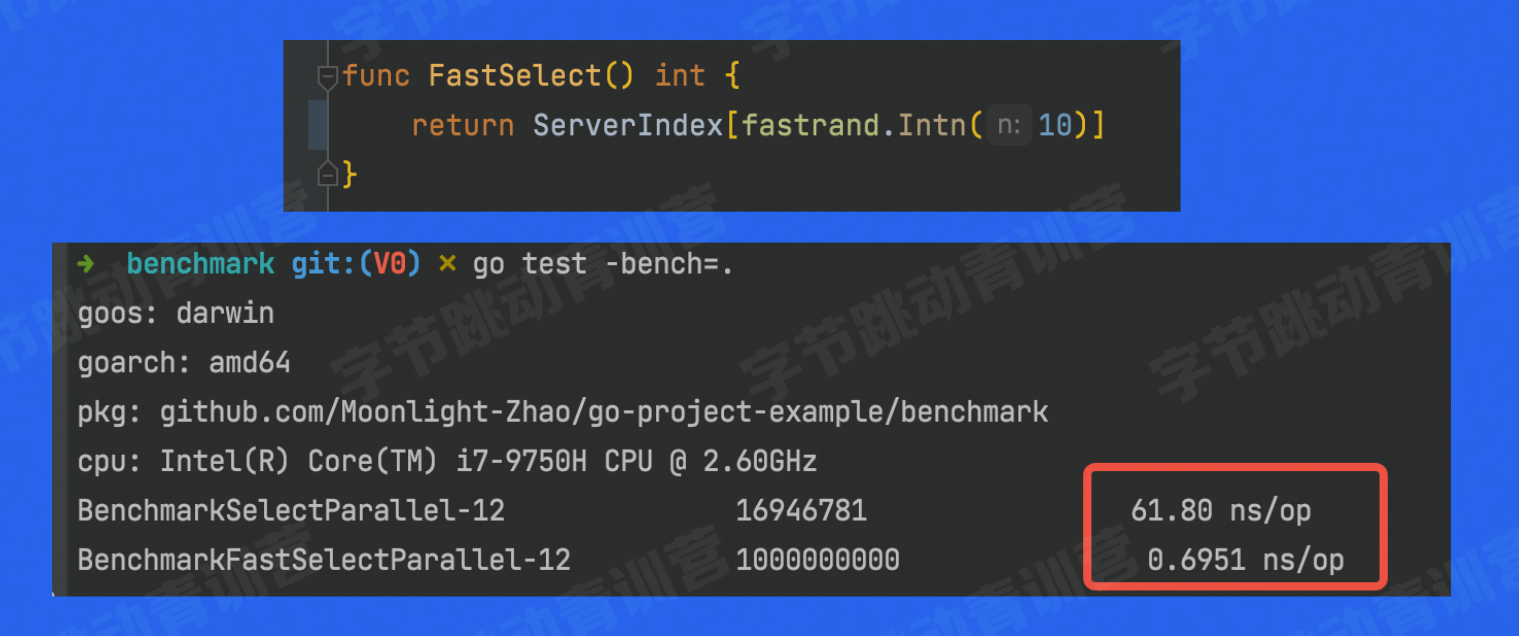 func FastSelect() int {
return ServerIndex[fastrand.Intn( n: 10)]
}
➜ benchmark git:(V0) ✗ go test -bench=.
goos: darwin
goarch: amd64
pkg: github.com/Moonlight-Zhao/go-project-example/benchmark
cpu: Intel(R) Core(TM) i7-9750H CPU @ 2.60GHz
BenchmarkSelectParallel-12 16946781 61.80 ns/op
BenchmarkFastSelectParallel-12 1000000000 0.6951 ns/op
字节跳动青训营